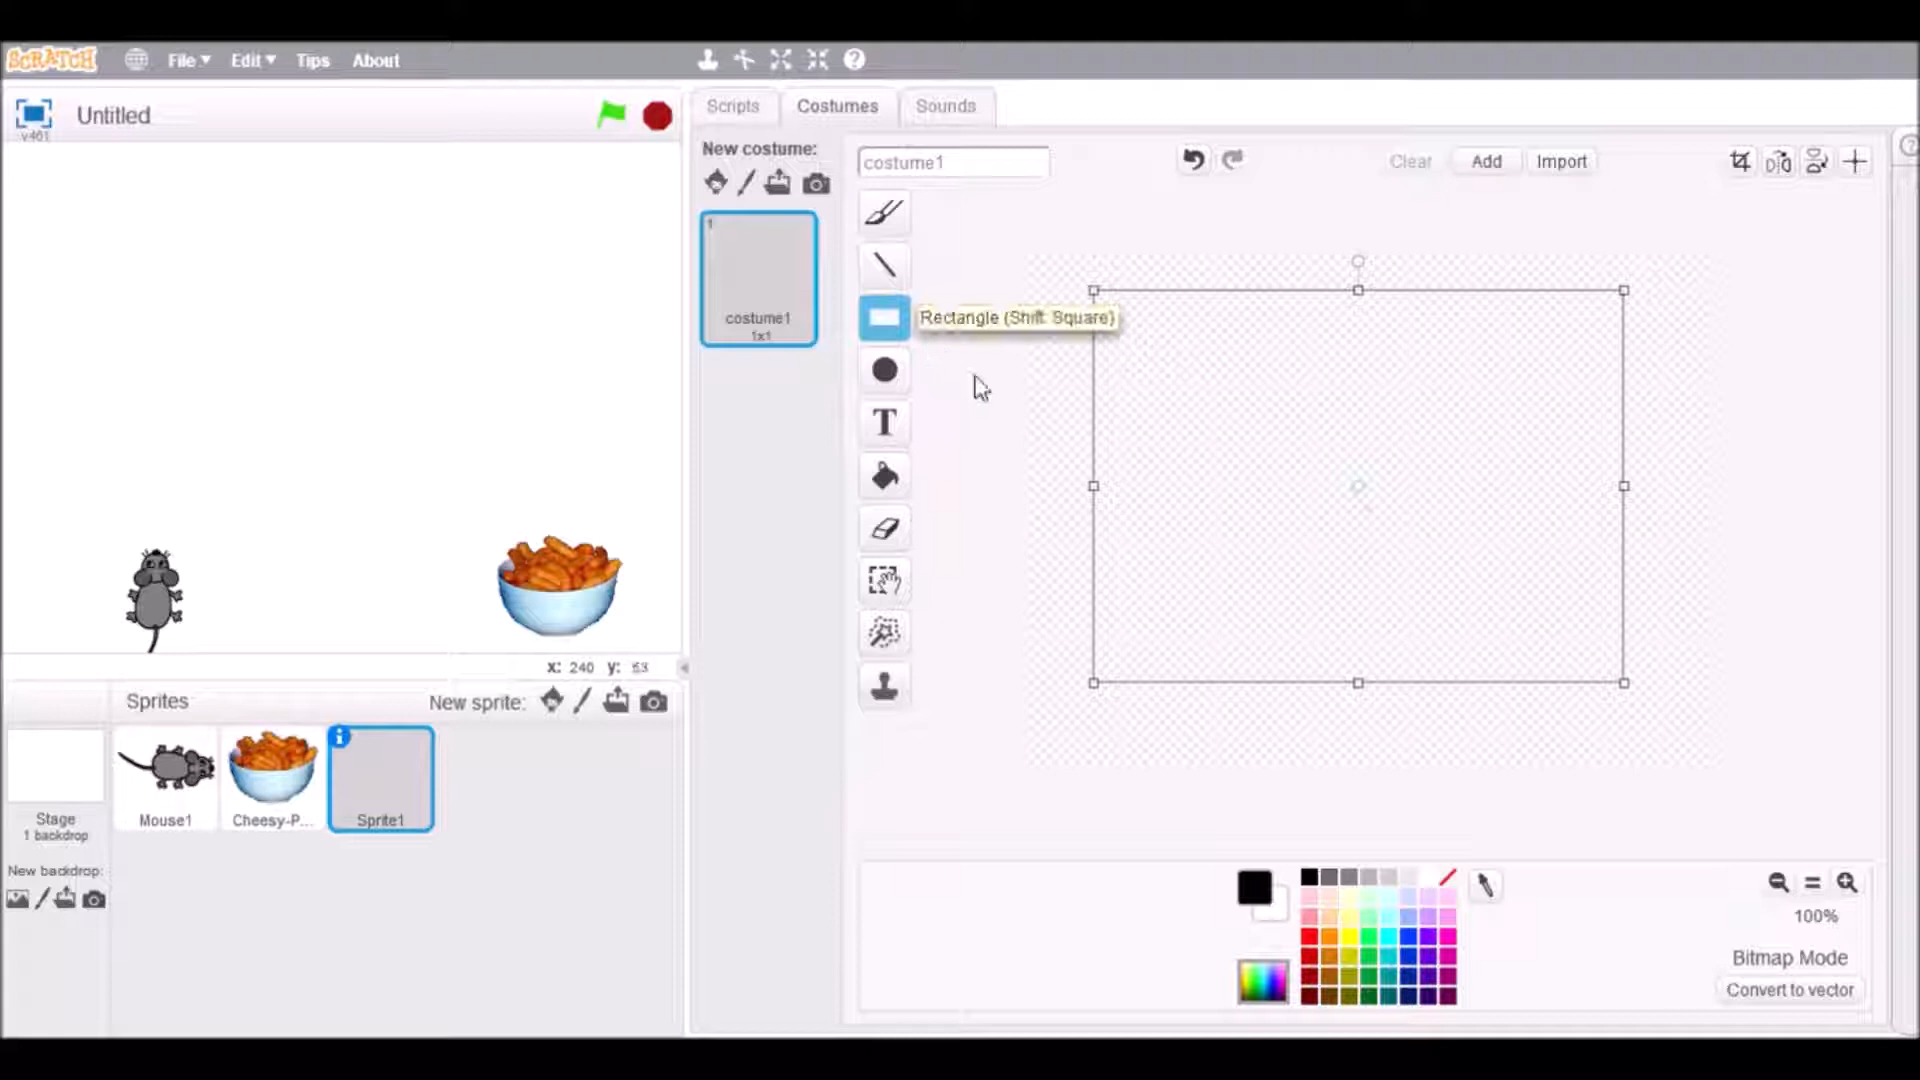 SCRATCH File Edit Tips About
Untitled
v461
Scripts Costumes Sounds
New costume:
costume1
Clear Add Import
1
costume1
1x1
Rectangle (Shift: Square)
T
x: 240 y: 53
Sprites New sprite:
Stage
1 backdrop
New backdrop:
Mouse1
Cheesy-P...
Sprite1
100%
Bitmap Mode
Convert to vector